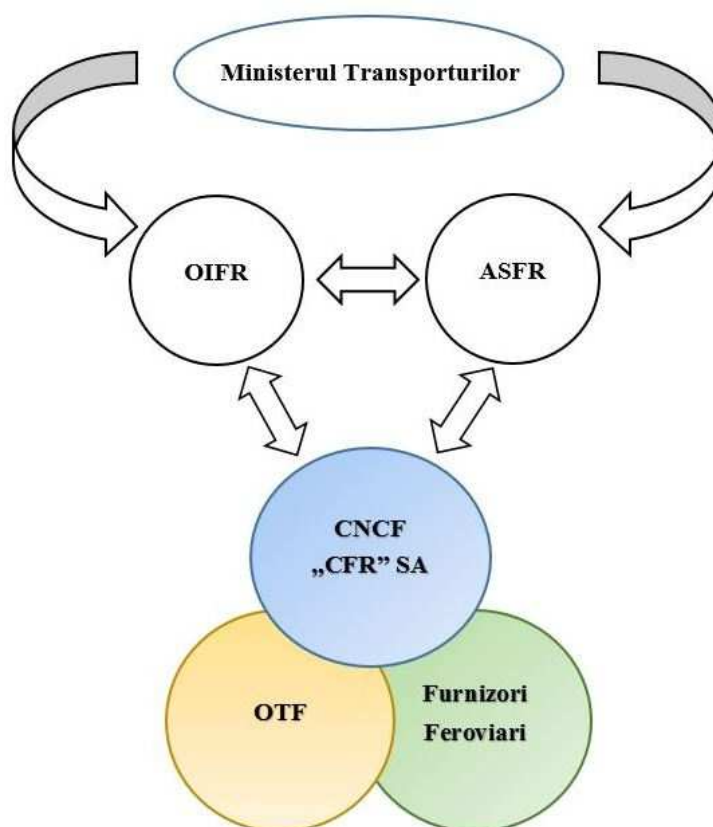 Ministerul Transporturilor
OIFR
ASFR
CNCF
„CFR” SA
OTF
Furnizori
Feroviari